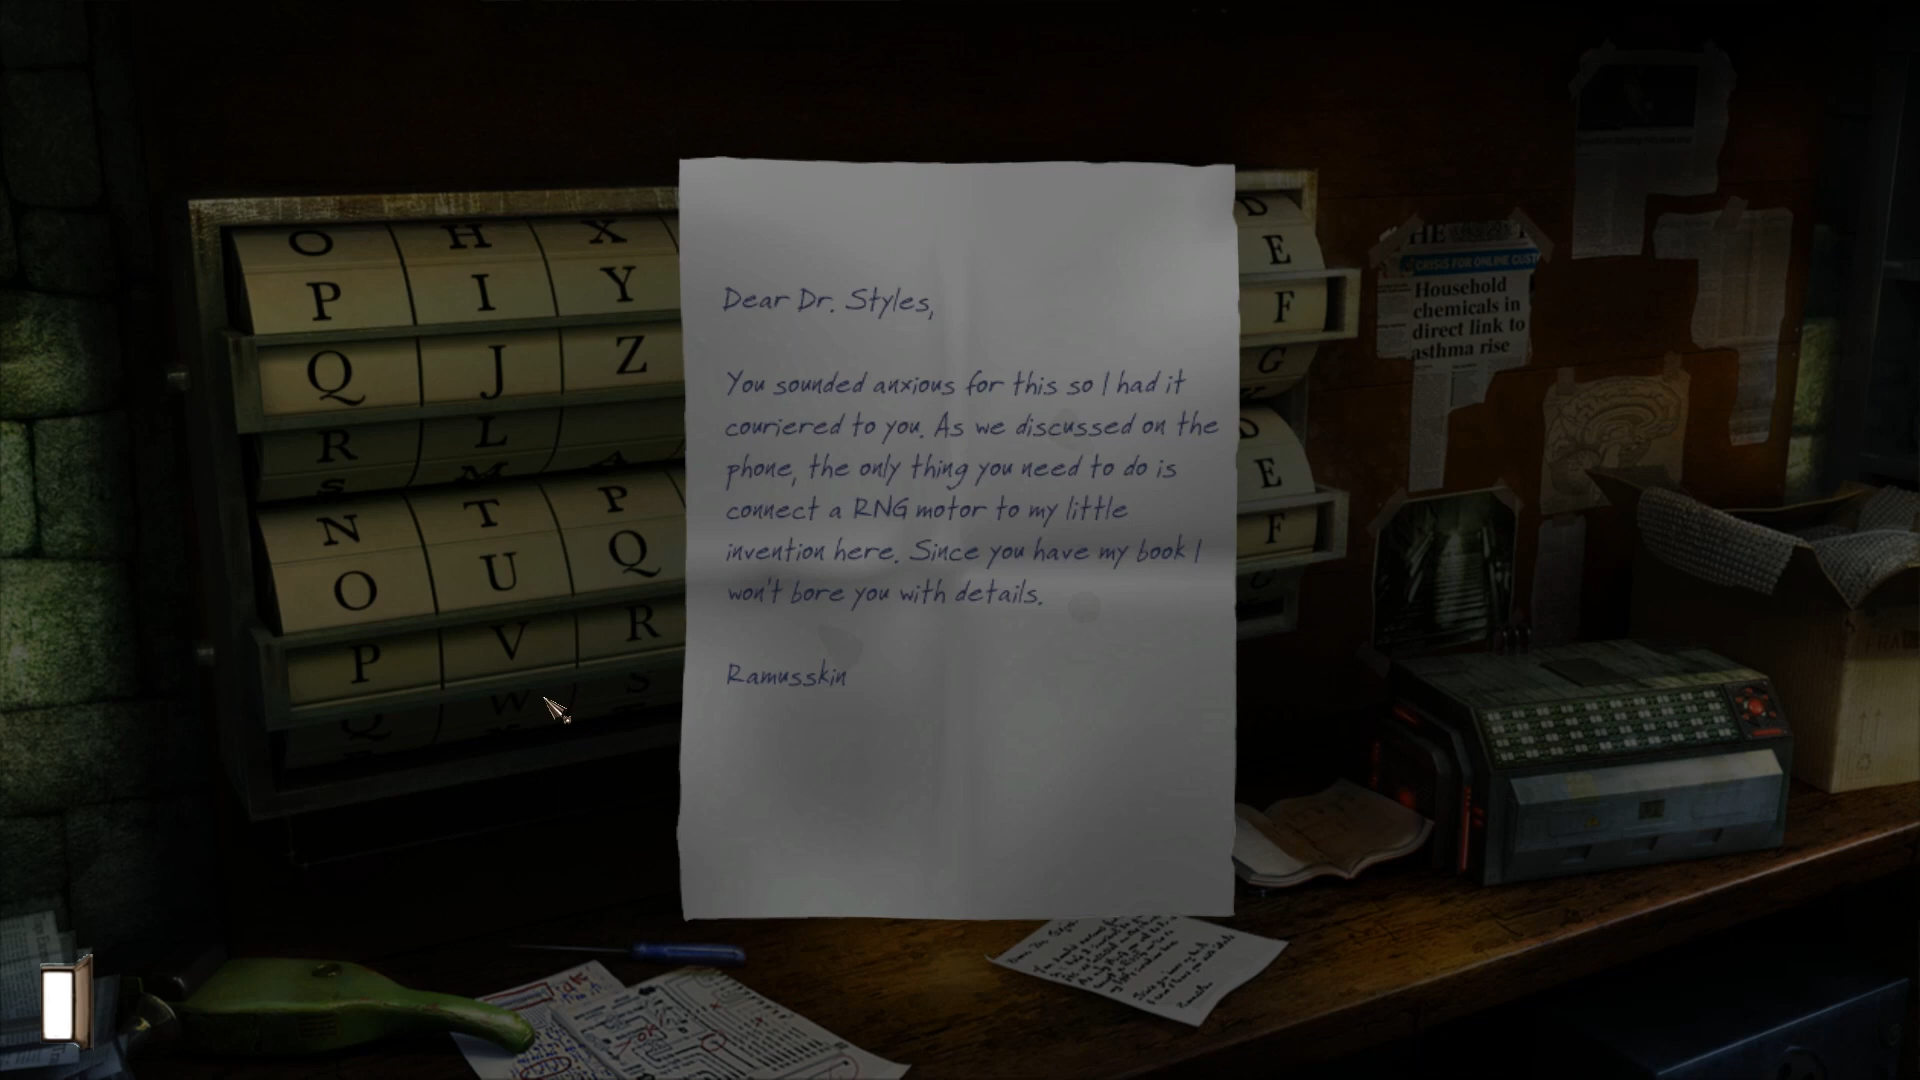 O H X D
P I Y E
Q J Z F
R L G
S M A
N T P D
O U Q E
P V R F
Q W S G
Dear Dr. Styles,
You sounded anxious for this so I had it
couriered to you. As we discussed on the
phone, the only thing you need to do is
connect a RNG motor to my little
invention here. Since you have my book I
won't bore you with details.
Ramusskin
HE
CRISIS FOR ONLINE CUST
Household
chemicals in
direct link to
asthma rise